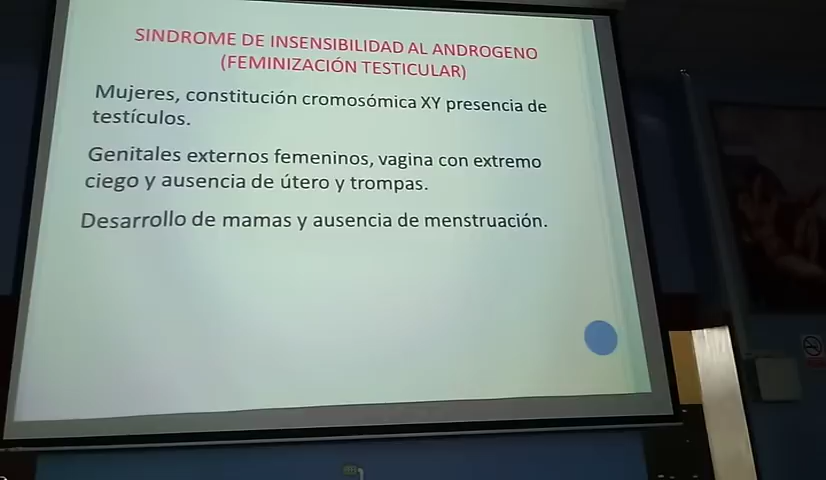 SINDROME DE INSENSIBILIDAD AL ANDROGENO
(FEMINIZACIÓN TESTICULAR)
Mujeres, constitución cromosómica XY presencia de
testículos.
Genitales externos femeninos, vagina con extremo
ciego y ausencia de útero y trompas.
Desarrollo de mamas y ausencia de menstruación.